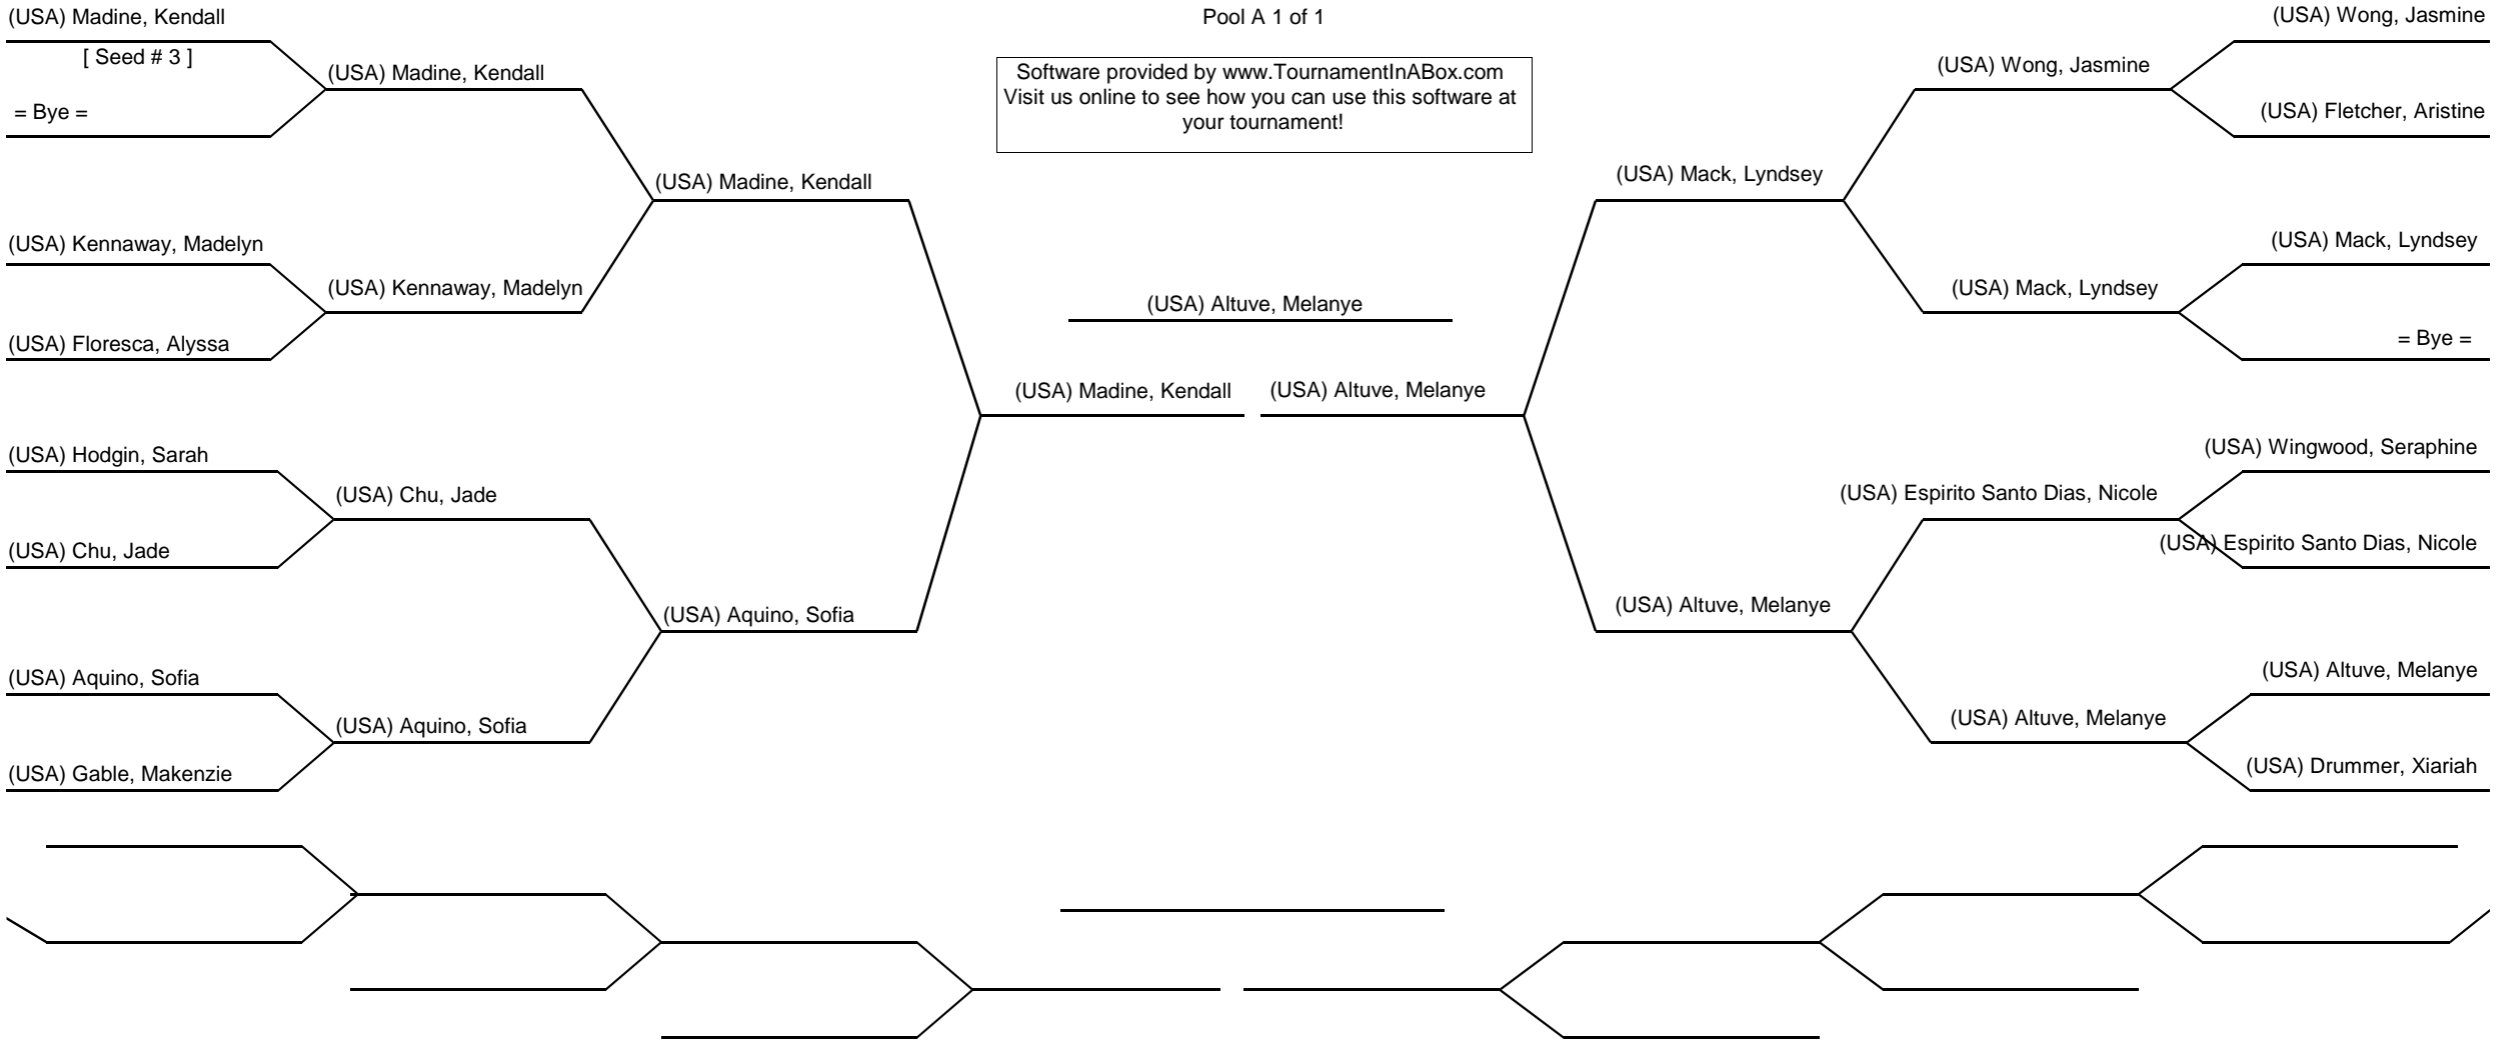 (USA) Madine, Kendall
[ Seed # 3 ]
= Bye =
(USA) Madine, Kendall
(USA) Kennaway, Madelyn
(USA) Floresca, Alyssa
(USA) Kennaway, Madelyn
(USA) Madine, Kendall
(USA) Hodgin, Sarah
(USA) Chu, Jade
(USA) Chu, Jade
(USA) Aquino, Sofia
(USA) Gable, Makenzie
(USA) Aquino, Sofia
(USA) Aquino, Sofia
Pool A 1 of 1
Software provided by www.TournamentInABox.com
Visit us online to see how you can use this software at
your tournament!
(USA) Altuve, Melanye
(USA) Madine, Kendall
(USA) Altuve, Melanye
(USA) Mack, Lyndsey
(USA) Altuve, Melanye
(USA) Wong, Jasmine
(USA) Mack, Lyndsey
(USA) Espirito Santo Dias, Nicole
(USA) Altuve, Melanye
(USA) Wong, Jasmine
(USA) Fletcher, Aristine
(USA) Mack, Lyndsey
= Bye =
(USA) Wingwood, Seraphine
(USA) Espirito Santo Dias, Nicole
(USA) Altuve, Melanye
(USA) Drummer, Xiariah